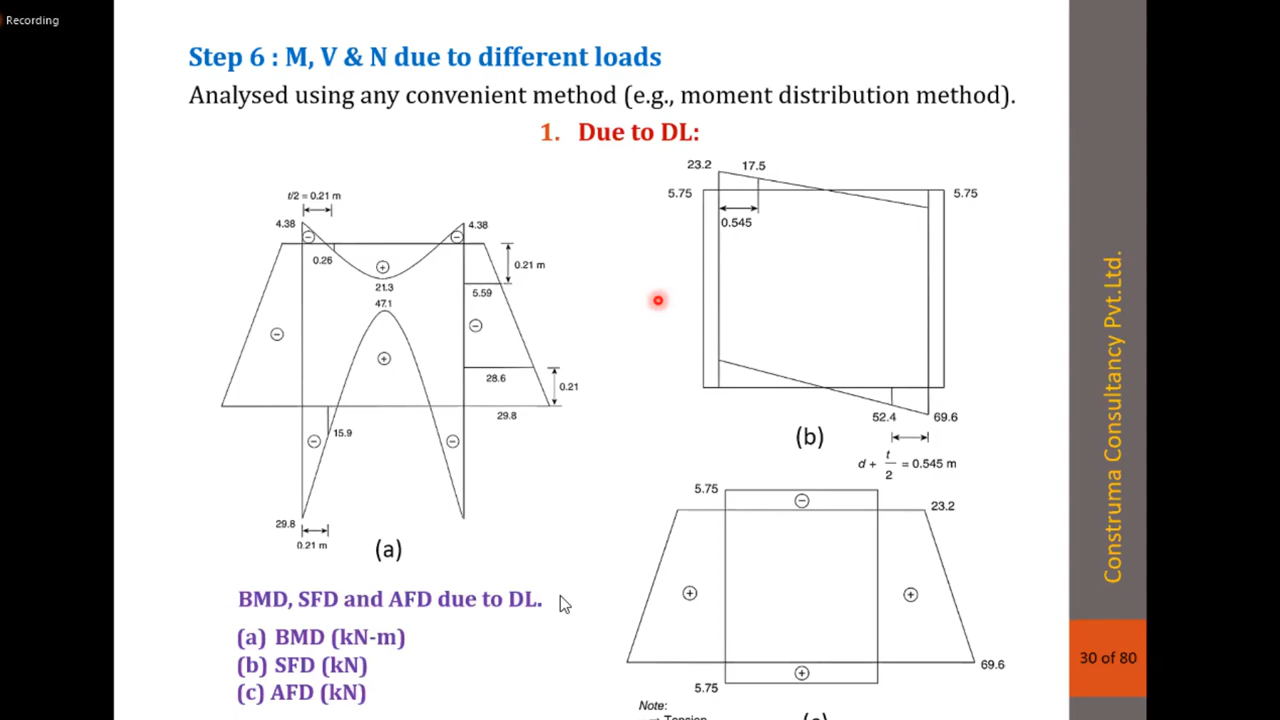 Recording
Step 6 : M, V & N due to different loads
Analysed using any convenient method (e.g., moment distribution method).
1. Due to DL:
t/2 = 0.21 m
4.38
4.38
0.26
0.21 m
21.3
5.59
47.1
28.6
0.21
29.8
15.9
29.8
0.21 m
(a)
23.2
17.5
5.75
5.75
0.545
52.4
69.6
(b)
d + t/2 = 0.545 m
5.75
23.2
69.6
5.75
Note:
BMD, SFD and AFD due to DL.
(a) BMD (kN-m)
(b) SFD (kN)
(c) AFD (kN)
Construma Consultancy Pvt.Ltd.
30 of 80